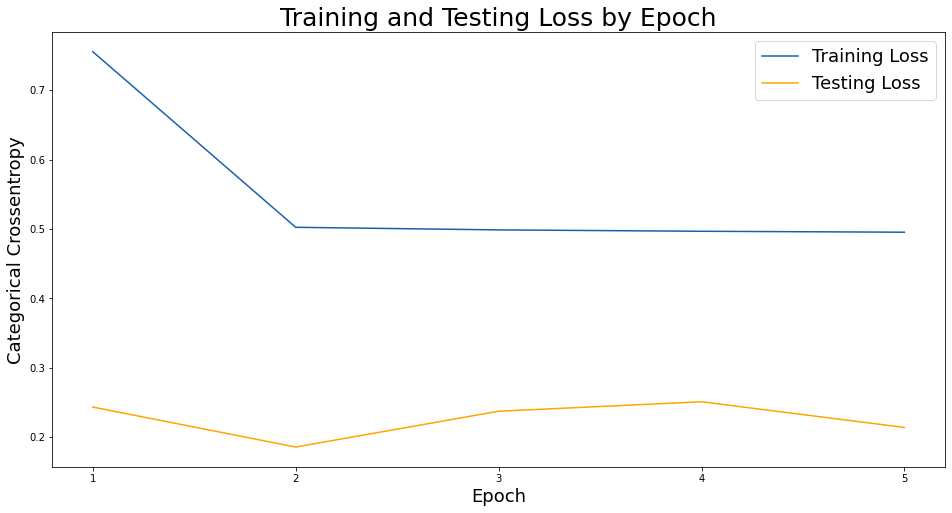 Training and Testing Loss by Epoch
Training Loss
Testing Loss
Categorical Crossentropy
0.7
0.6
0.5
0.4
0.3
0.2
1 2 3 4 5
Epoch